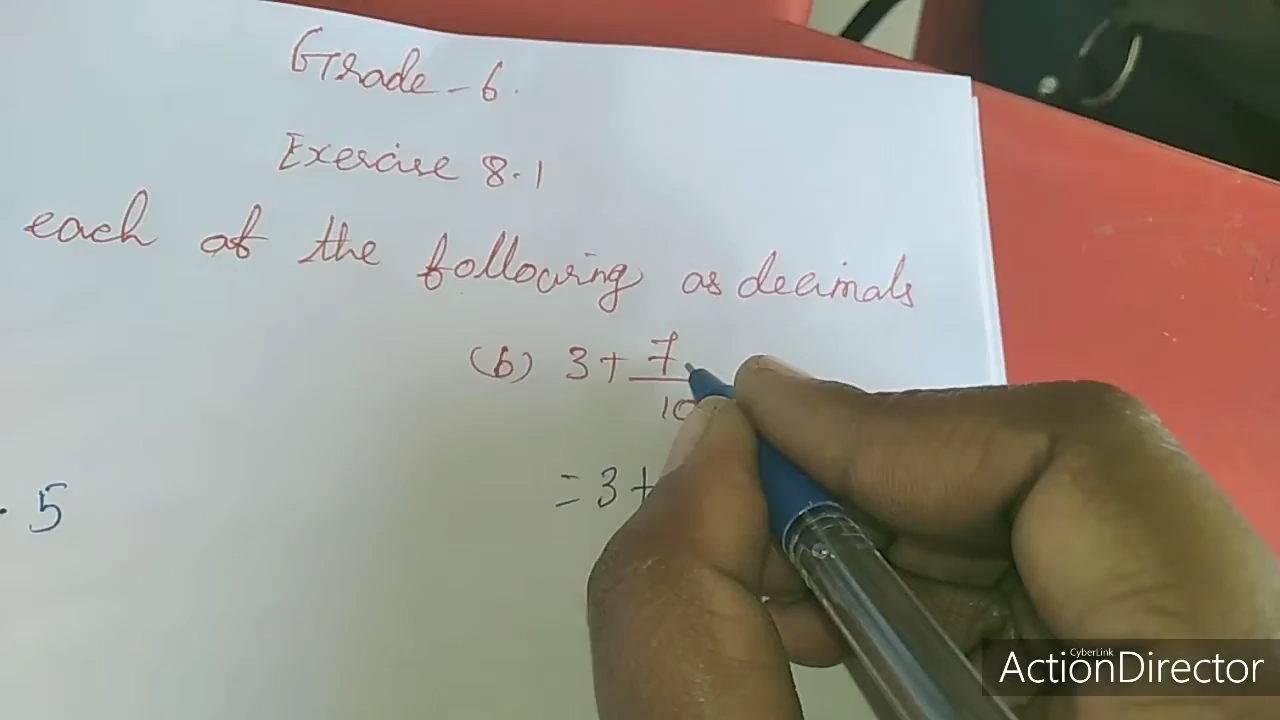 Grade - 6.
Exercise 8.1
each of the following as decimals
(b) 3 + 7/10
. 5
= 3 +
CyberLink
ActionDirector